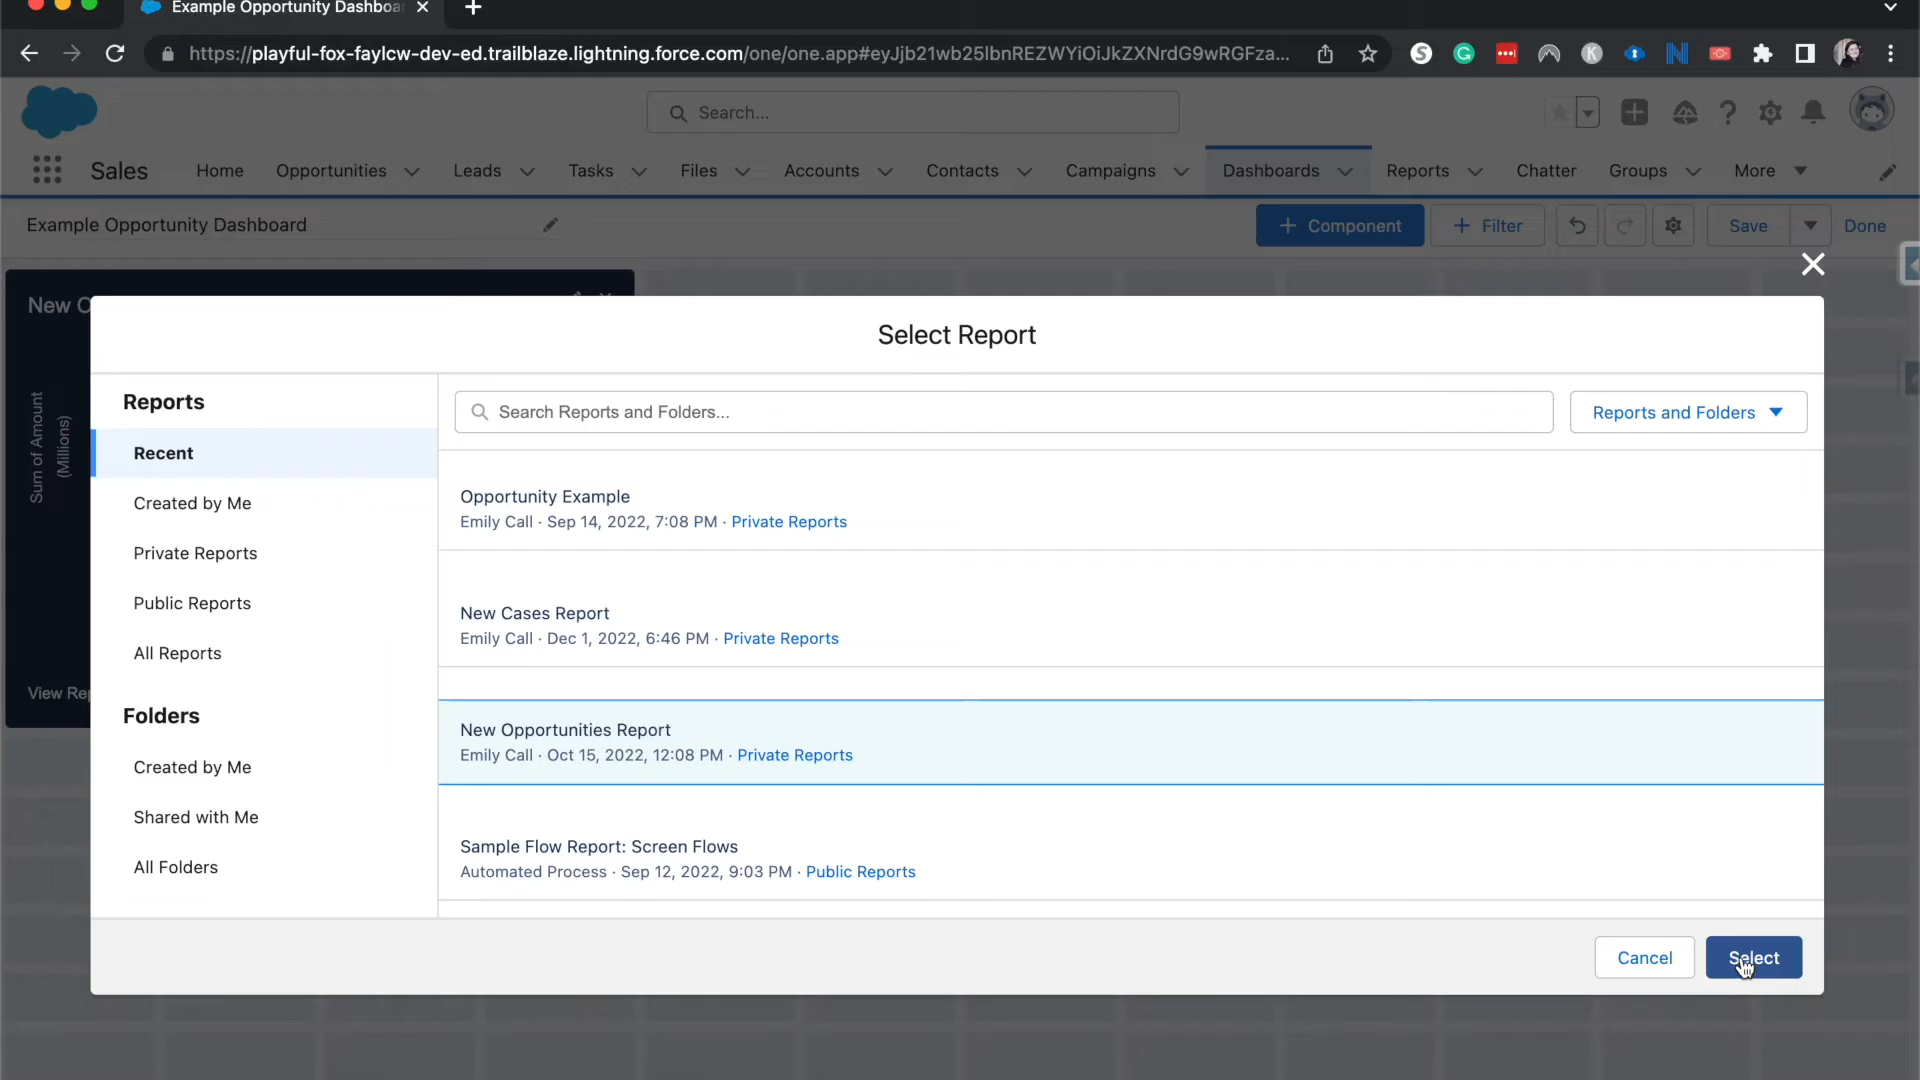 Example Opportunity Dashboar
https://playful-fox-faylcw-dev-ed.trailblaze.lightning.force.com/one/one.app#eyJjb21wb25lbnREZWYiOiJkZXNrdG9wRGFza...
Search...
Sales Home Opportunities Leads Tasks Files Accounts Contacts Campaigns Dashboards Reports Chatter Groups More
Example Opportunity Dashboard
+ Component + Filter Save Done
New O
Sum of Amount
(Millions)
View Rep
Select Report
Reports
Recent
Created by Me
Private Reports
Public Reports
All Reports
Folders
Created by Me
Shared with Me
All Folders
Search Reports and Folders...
Reports and Folders
Opportunity Example
Emily Call · Sep 14, 2022, 7:08 PM · Private Reports
New Cases Report
Emily Call · Dec 1, 2022, 6:46 PM · Private Reports
New Opportunities Report
Emily Call · Oct 15, 2022, 12:08 PM · Private Reports
Sample Flow Report: Screen Flows
Automated Process · Sep 12, 2022, 9:03 PM · Public Reports
Cancel
Select